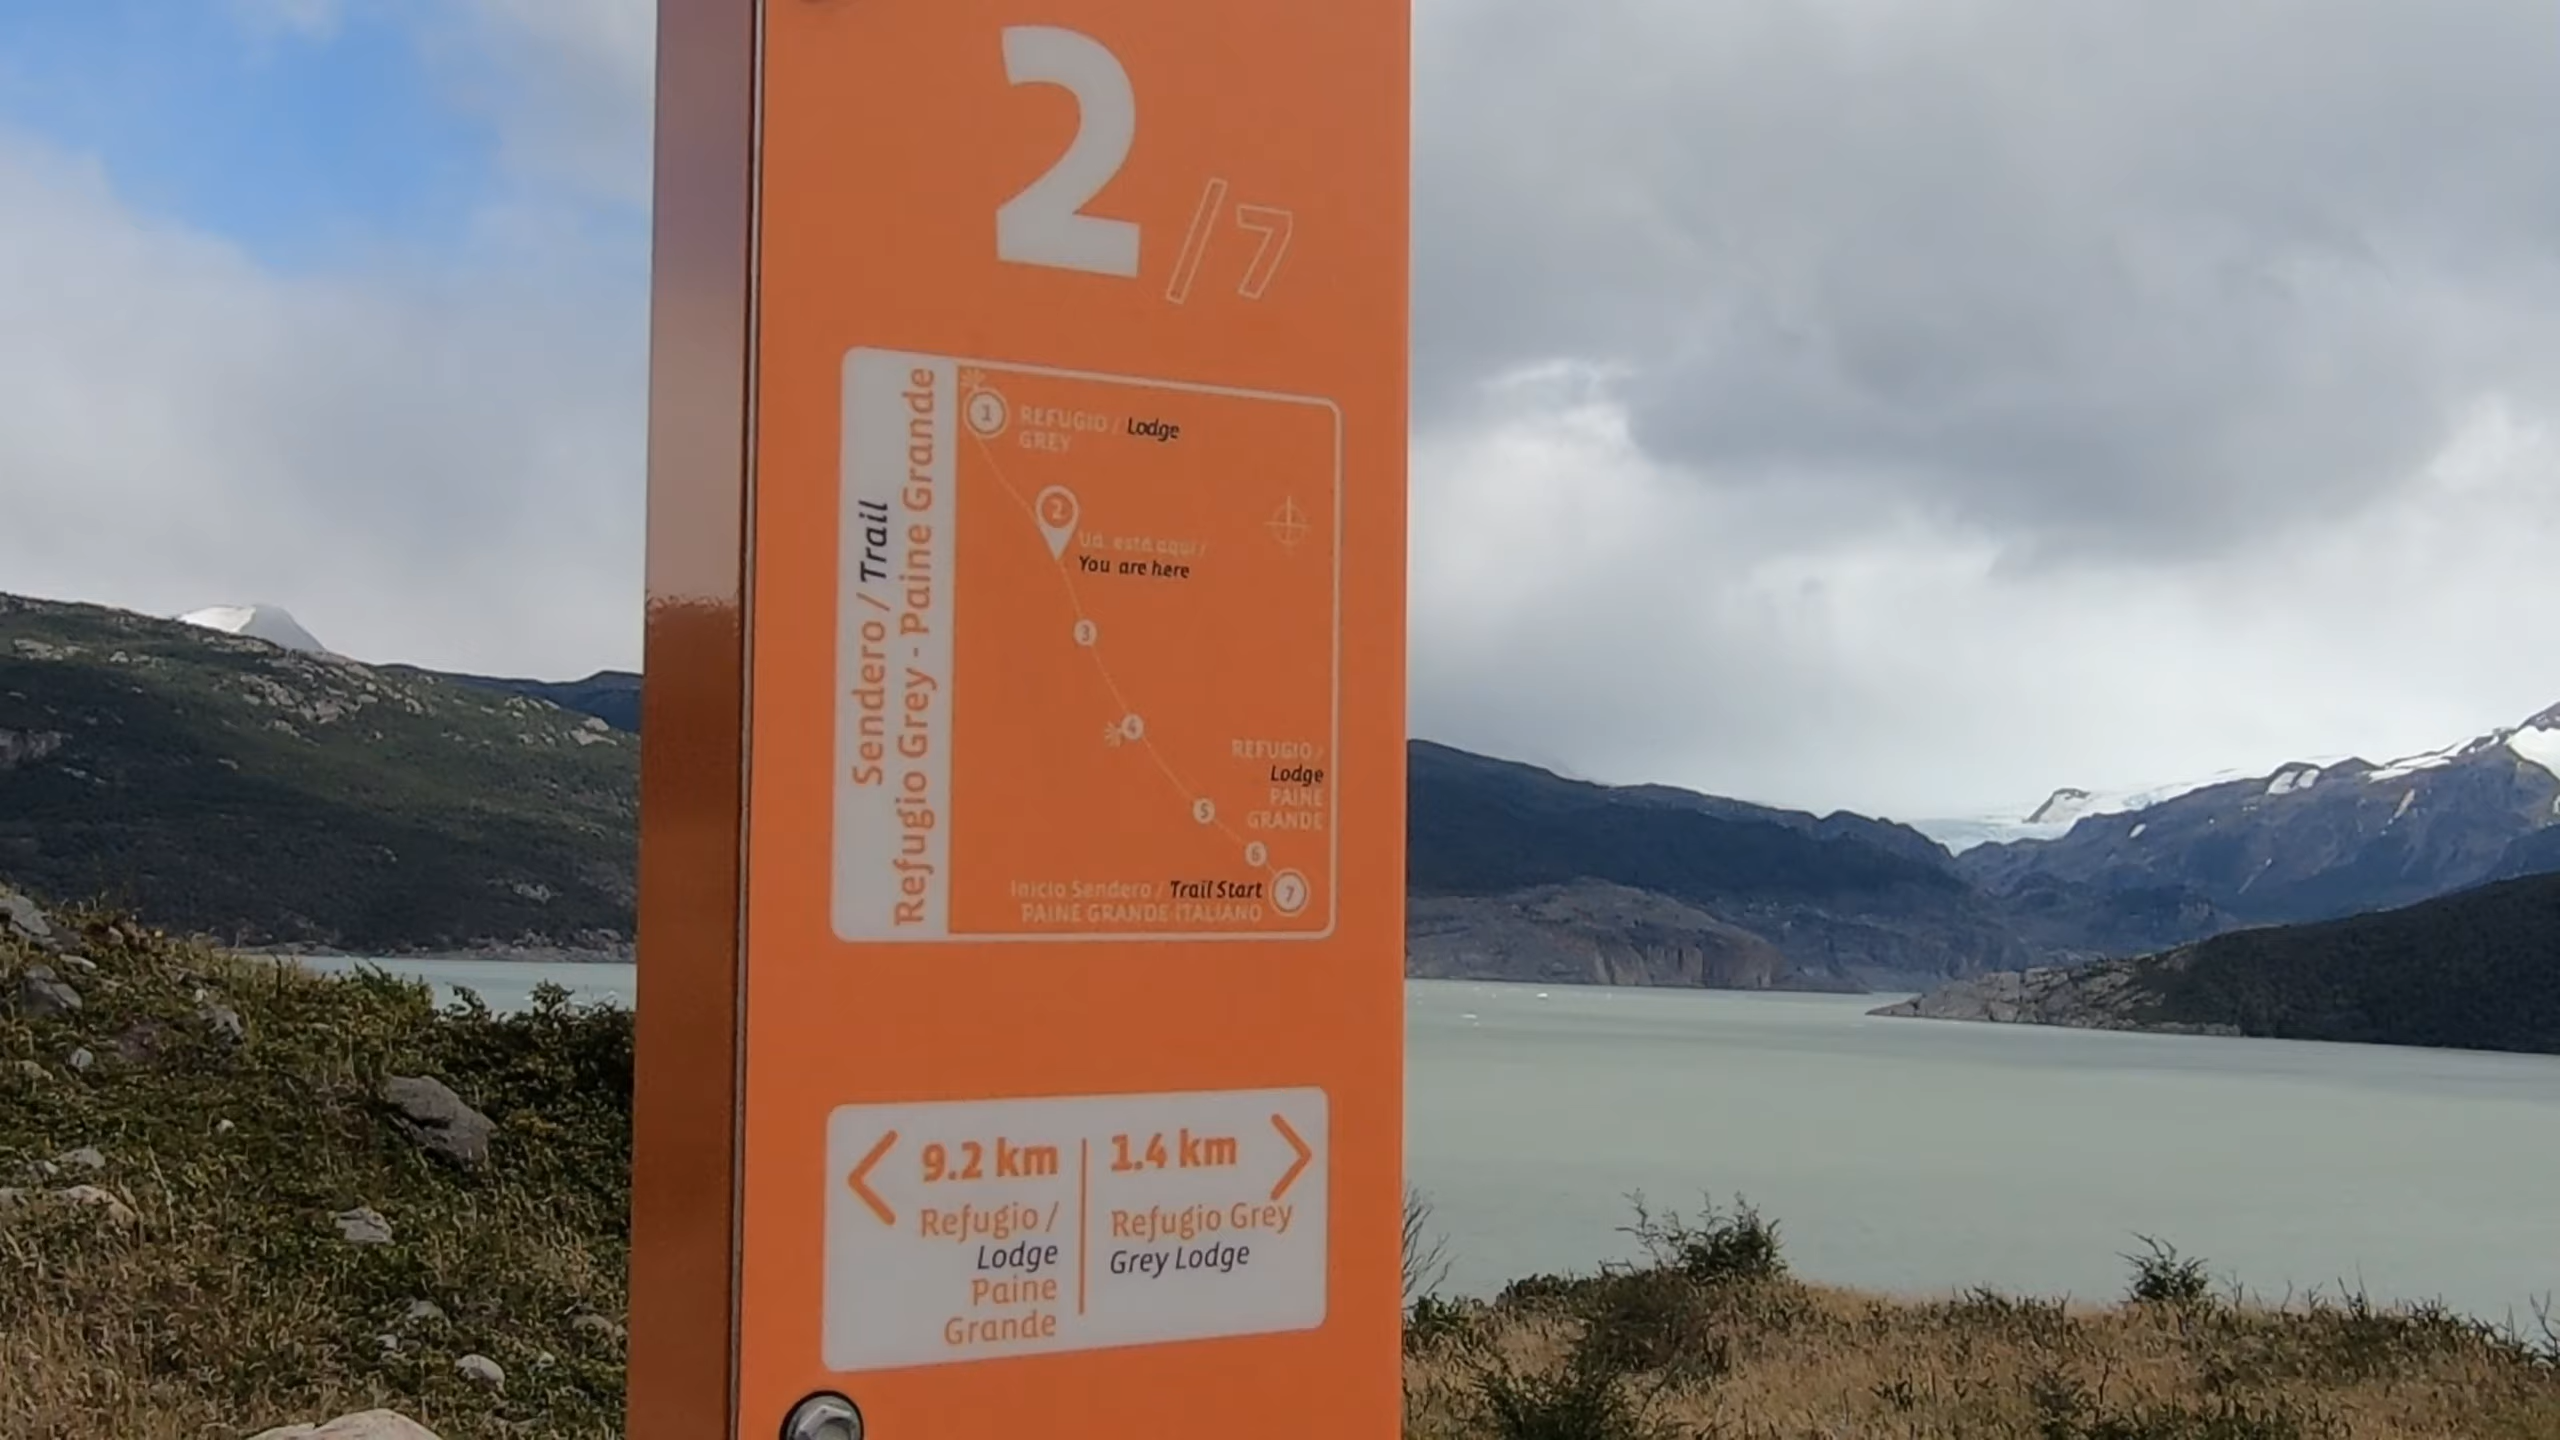 2/7
Sendero / Trail
Refugio Grey - Paine Grande
1
REFUGIO / Lodge
GREY
2
Ud. está aquí /
You are here
3
4
REFUGIO /
Lodge
PAINE
GRANDE
5
6
Inicio Sendero / Trail Start
PAINE GRANDE-ITALIANO
7
< 9.2 km
Refugio /
Lodge
Paine
Grande
1.4 km >
Refugio Grey
Grey Lodge